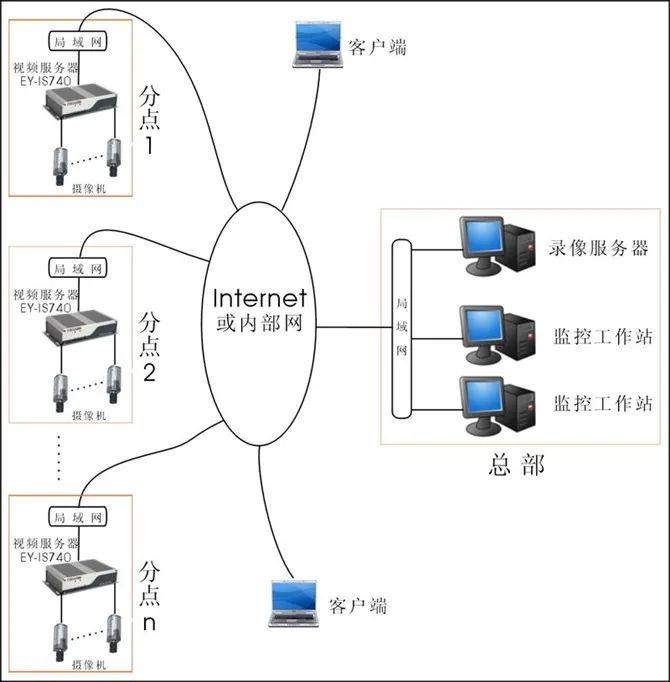 局域网
视频服务器
EY-IS740
分点1
摄像机
客户端
局域网
视频服务器
EY-IS740
分点2
摄像机
Internet
或内部网
局域网
录像服务器
监控工作站
监控工作站
总部
局域网
视频服务器
EY-IS740
分点n
摄像机
客户端